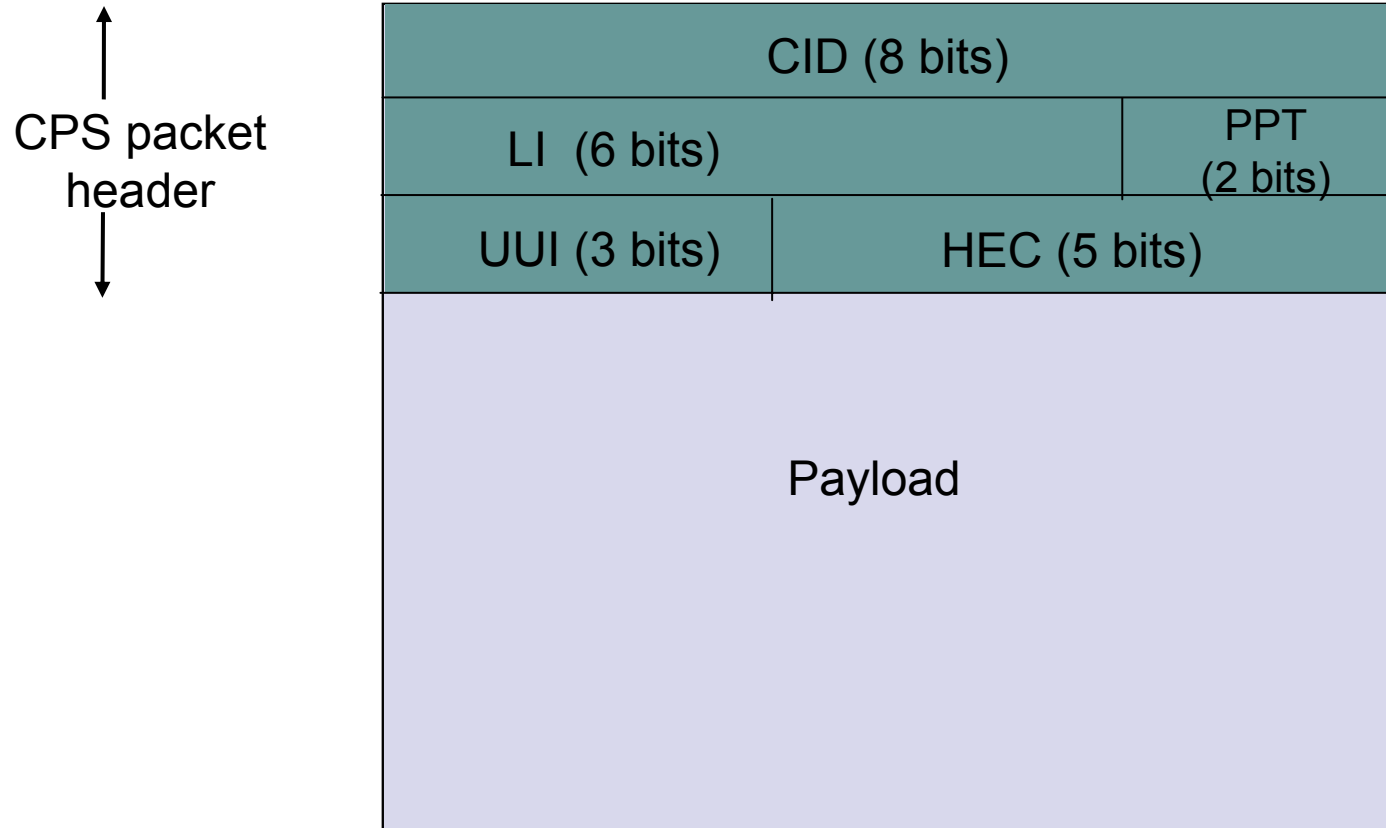 CID (8 bits)
CPS packet
header
LI (6 bits)
PPT
(2 bits)
UUI (3 bits)
HEC (5 bits)
Payload